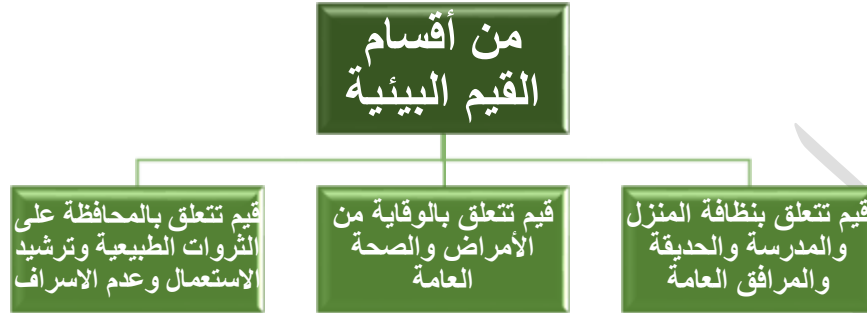 من أقسام
القيم البيئية
قيم تتعلق بنظافة المنزل
والمدرسة والحديقة
والمرافق العامة
قيم تتعلق بالوقاية من
الأمراض والصحة
العامة
قيم تتعلق بالمحافظة على
الثروات الطبيعية وترشيد
الاستعمال وعدم الاسراف